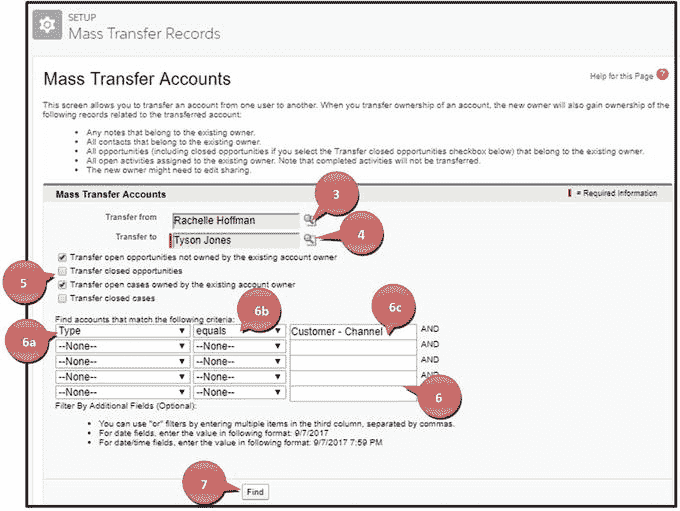 SETUP
Mass Transfer Records
Mass Transfer Accounts
Help for this Page ?
This screen allows you to transfer an account from one user to another. When you transfer ownership of an account, the new owner will also gain ownership of the
following records related to the transferred account:
Any notes that belong to the existing owner.
All contacts that belong to the existing owner.
All opportunities (including closed opportunities if you select the Transfer closed opportunities checkbox below) that belong to the existing owner.
All open activities assigned to the existing owner. Note that completed activities will not be transferred.
The new owner might need to edit sharing.
Mass Transfer Accounts
= Required Information
3
Transfer from Rachelle Hoffman
Transfer to Tyson Jones
4
Transfer open opportunities not owned by the existing account owner
5
Transfer closed opportunities
Transfer open cases owned by the existing account owner
Transfer closed cases
6b
6c
Find accounts that match the following criteria:
6a
Type equals Customer - Channel AND
--None-- --None-- AND
--None-- --None-- AND
--None-- --None-- AND
--None-- --None--
6
Filter By Additional Fields (Optional):
You can use "or" filters by entering multiple items in the third column, separated by commas.
For date fields, enter the value in following format: 9/7/2017
For date/time fields, enter the value in following format: 9/7/2017 7:59 PM
7
Find